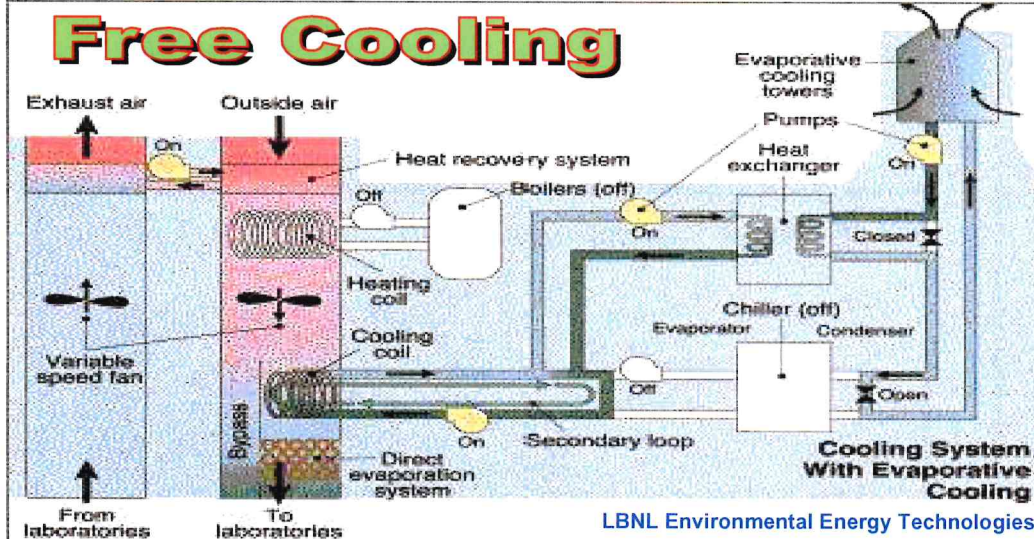 Free Cooling
Exhaust air
Outside air
On
Heat recovery system
Off
Bioilers (off)
Heating
coil
Variable
speed fan
Cooling
coil
Bypass
Direct
evaporation
system
From
laboratories
To
laboratories
On
Secondary loop
Off
On
Evaporative
cooling
towers
Pumps
On
Heat
exchanger
Closed
Chiller (off)
Evaporator
Condenser
Open
Cooling System
With Evaporative
Cooling
LBNL Environmental Energy Technologies